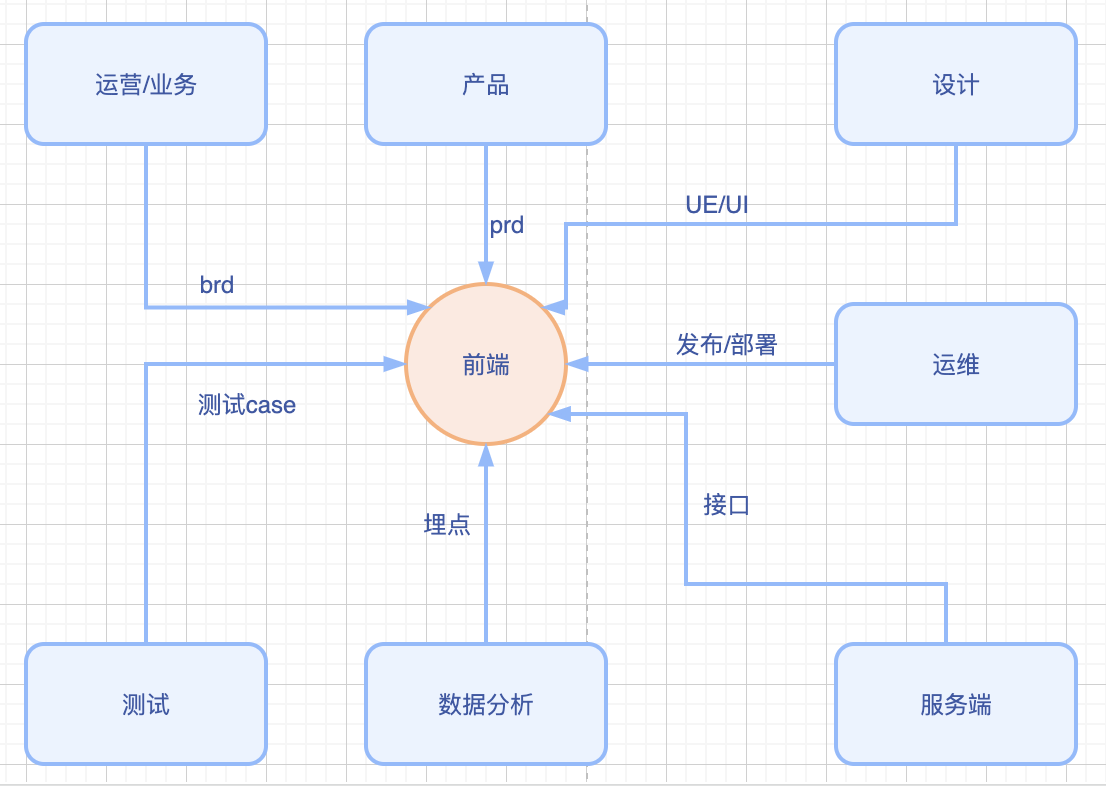 运营/业务
产品
设计
UE/UI
prd
brd
发布/部署
前端
运维
测试case
接口
埋点
测试
数据分析
服务端